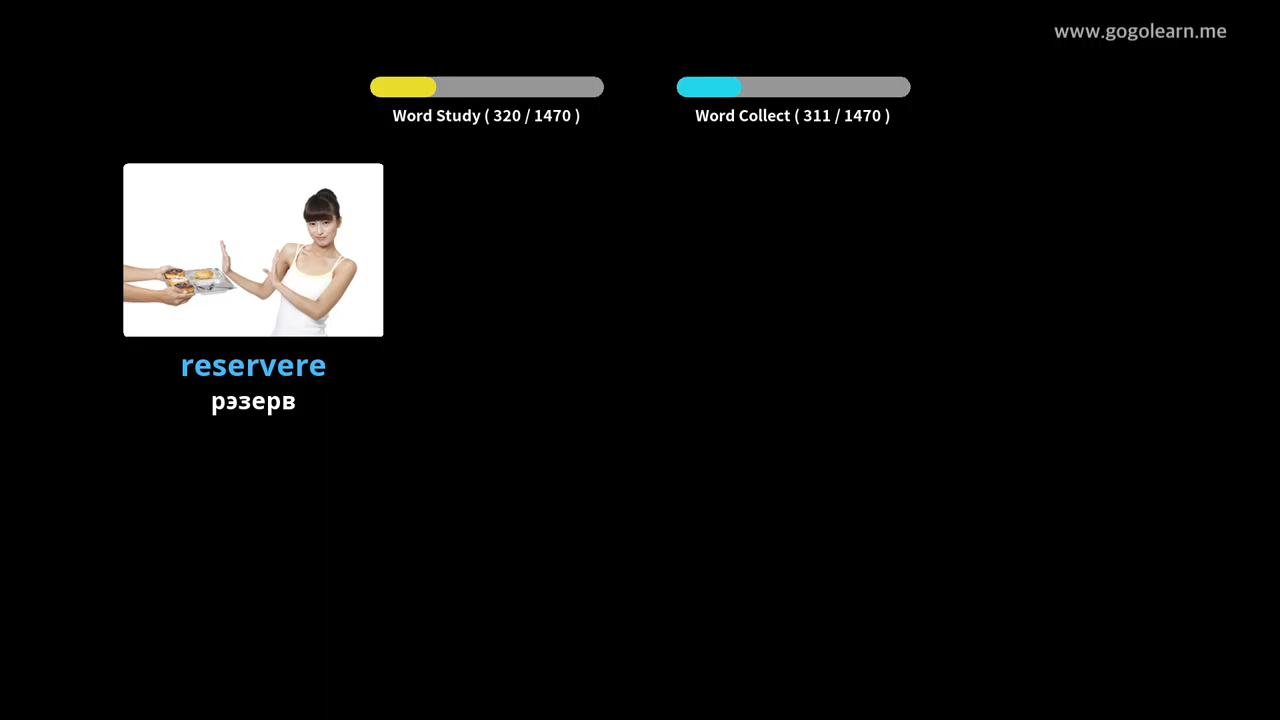 www.gogolearn.me
Word Study ( 320 / 1470 )
Word Collect ( 311 / 1470 )
reservere
рэзерв